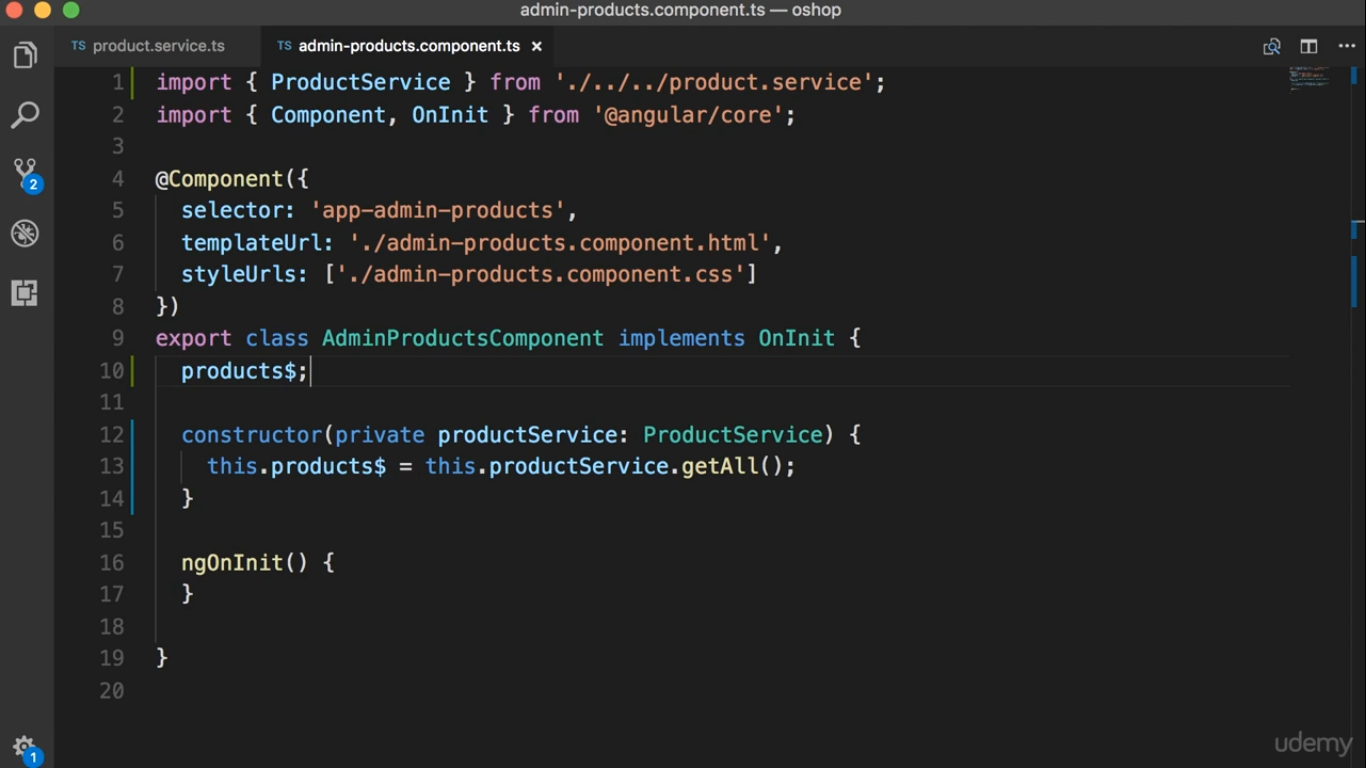 admin-products.component.ts — oshop
TS product.service.ts TS admin-products.component.ts ×
1 import { ProductService } from './../../product.service';
2 import { Component, OnInit } from '@angular/core';
3
4 @Component({
5 selector: 'app-admin-products',
6 templateUrl: './admin-products.component.html',
7 styleUrls: ['./admin-products.component.css']
8 })
9 export class AdminProductsComponent implements OnInit {
10 products$;
11
12 constructor(private productService: ProductService) {
13 this.products$ = this.productService.getAll();
14 }
15
16 ngOnInit() {
17 }
18
19 }
20
2
1
udemy